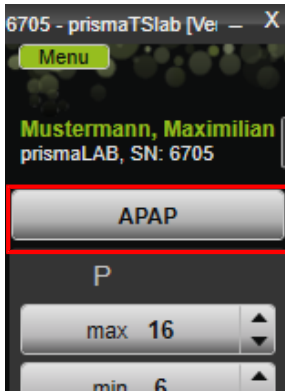 6705 - prismaTSlab [Ve
Menu
Mustermann, Maximilian
prismaLAB, SN: 6705
APAP
P
max 16
min 6